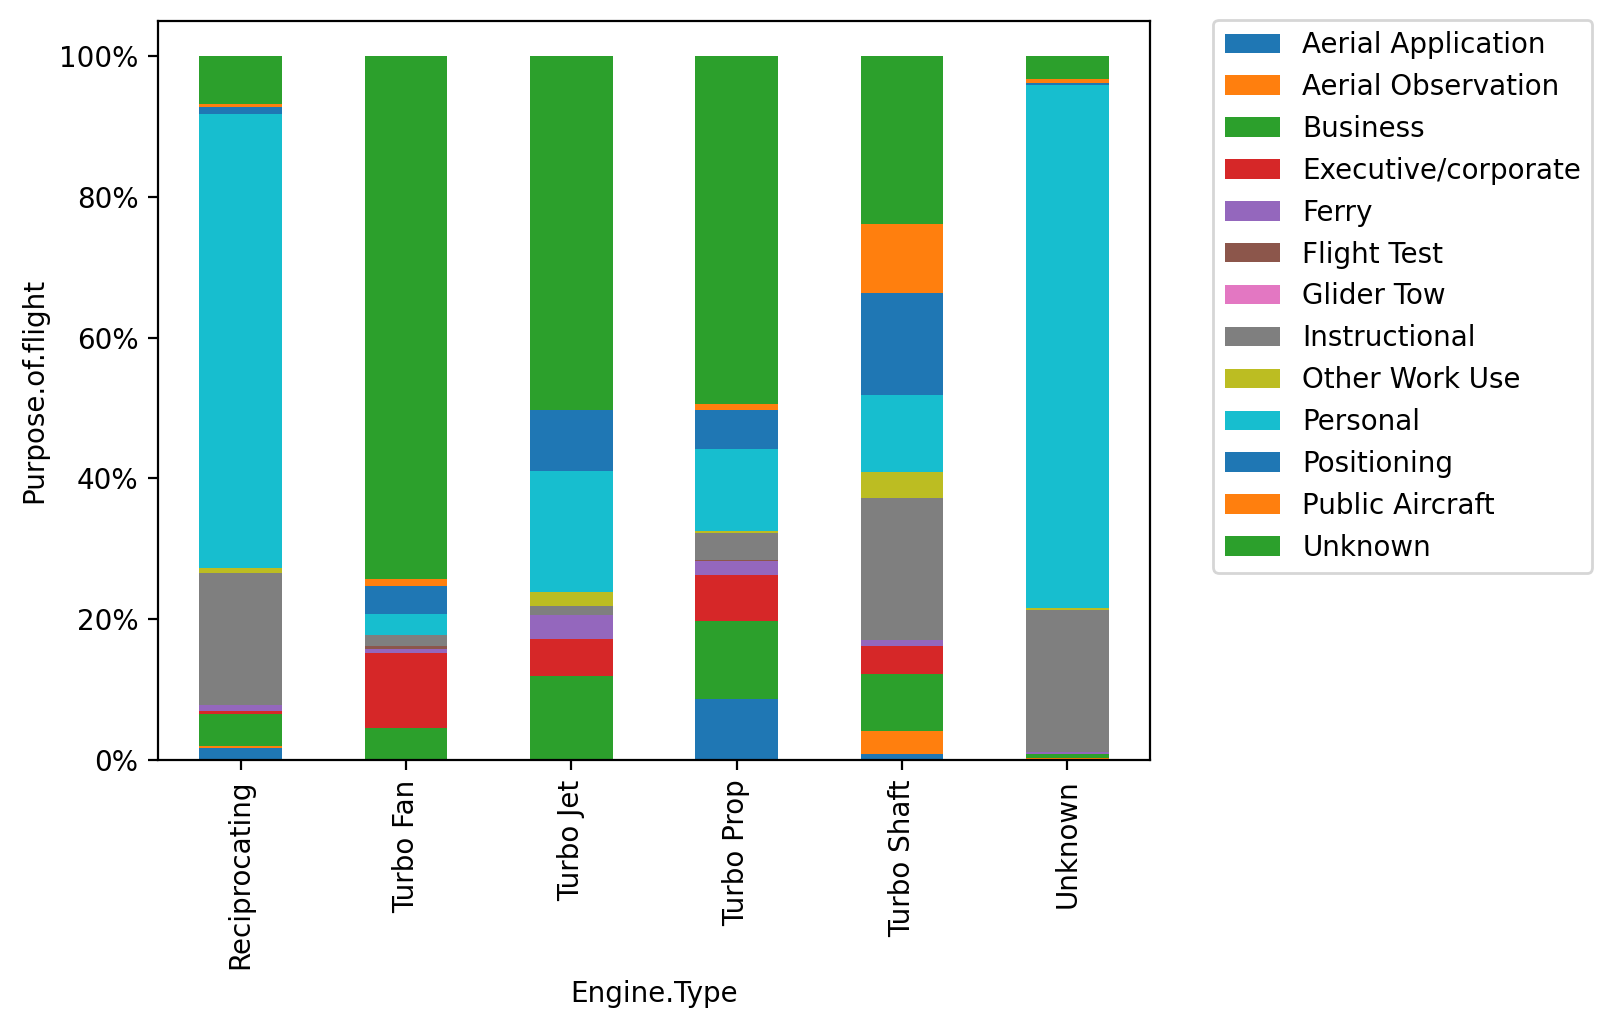 100%
80%
60%
40%
20%
0%
Purpose.of.flight
Reciprocating
Turbo Fan
Turbo Jet
Turbo Prop
Turbo Shaft
Unknown
Engine.Type
Aerial Application
Aerial Observation
Business
Executive/corporate
Ferry
Flight Test
Glider Tow
Instructional
Other Work Use
Personal
Positioning
Public Aircraft
Unknown